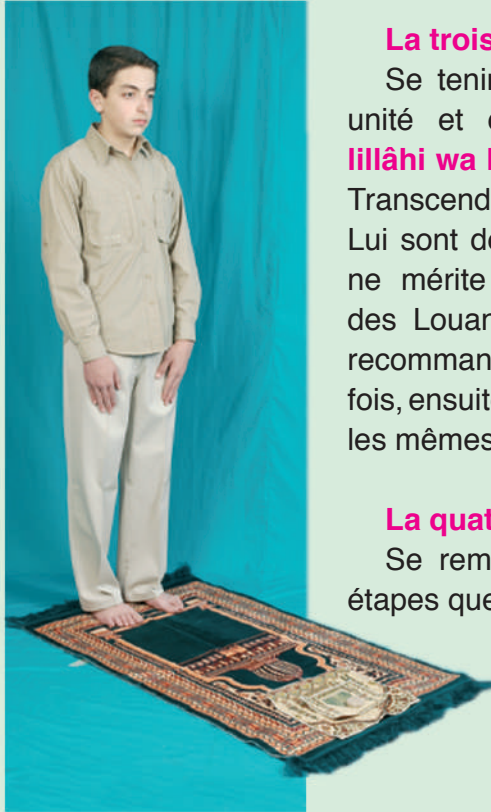 La trois
Se tenir
unité et
lillâhi wa
Transcend
Lui sont
ne mérite
des Louan
recomman
fois, ensuit
les mêmes
La quat
Se rem
étapes que